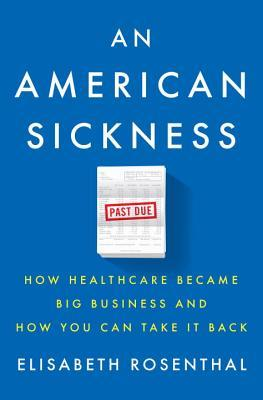 AN
AMERICAN
SICKNESS
PAST DUE
HOW HEALTHCARE BECAME
BIG BUSINESS AND
HOW YOU CAN TAKE IT BACK
ELISABETH ROSENTHAL